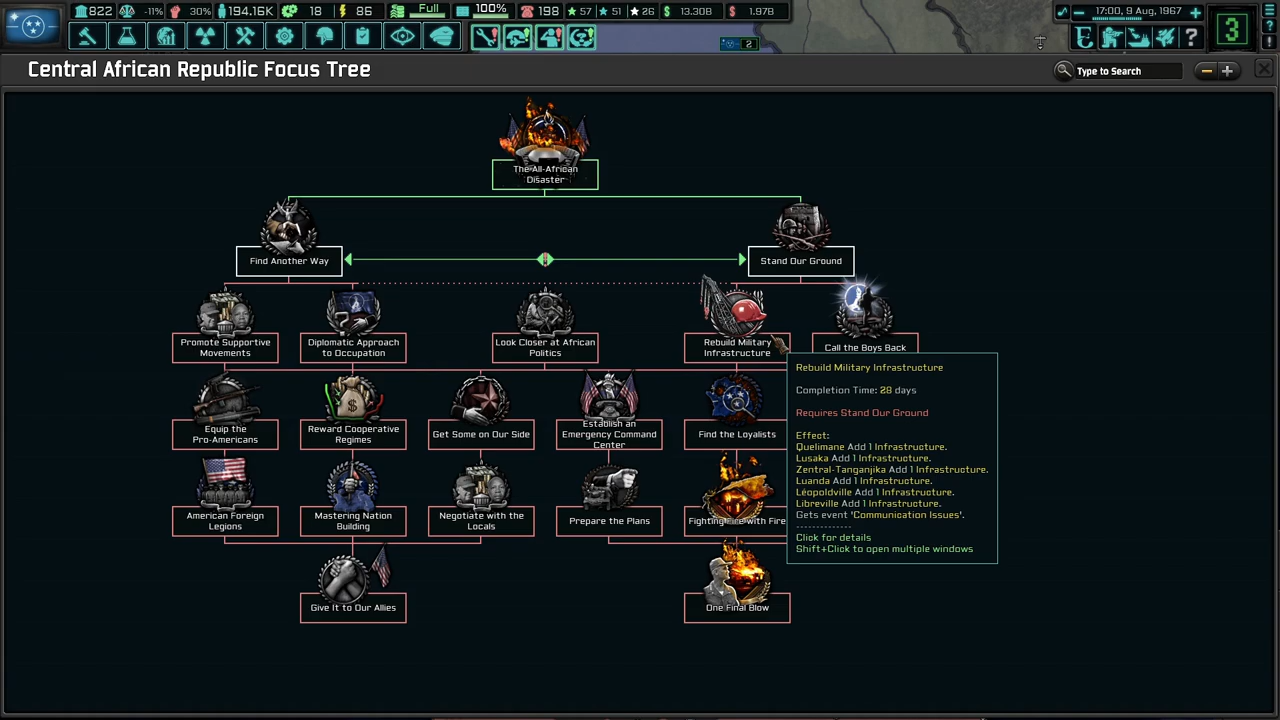 822 -11% 30% 194.16K 18 86 Full 100% 198 57 51 26 $ 13.30B $ 1.97B 17:00, 9 Aug, 1967
2 3
Central African Republic Focus Tree
Type to Search
The All-African
Disaster
Find Another Way
Stand Our Ground
Promote Supportive
Movements
Diplomatic Approach
to Occupation
Look Closer at African
Politics
Rebuild Military
Infrastructure
Call the Boys Back
Equip the
Pro-Americans
Reward Cooperative
Regimes
Get Some on Our Side
Establish an
Emergency Command
Center
Find the Loyalists
American Foreign
Legions
Mastering Nation
Building
Negotiate with the
Locals
Prepare the Plans
Fighting Fire with Fire
Give It to Our Allies
One Final Blow
Rebuild Military Infrastructure
Completion Time: 28 days
Requires Stand Our Ground
Effect:
Quelimane Add 1 Infrastructure.
Lusaka Add 1 Infrastructure.
Zentral-Tanganjika Add 1 Infrastructure.
Luanda Add 1 Infrastructure.
Léopoldville Add 1 Infrastructure.
Libreville Add 1 Infrastructure.
Gets event 'Communication Issues'.
--------------
Click for details
Shift+Click to open multiple windows